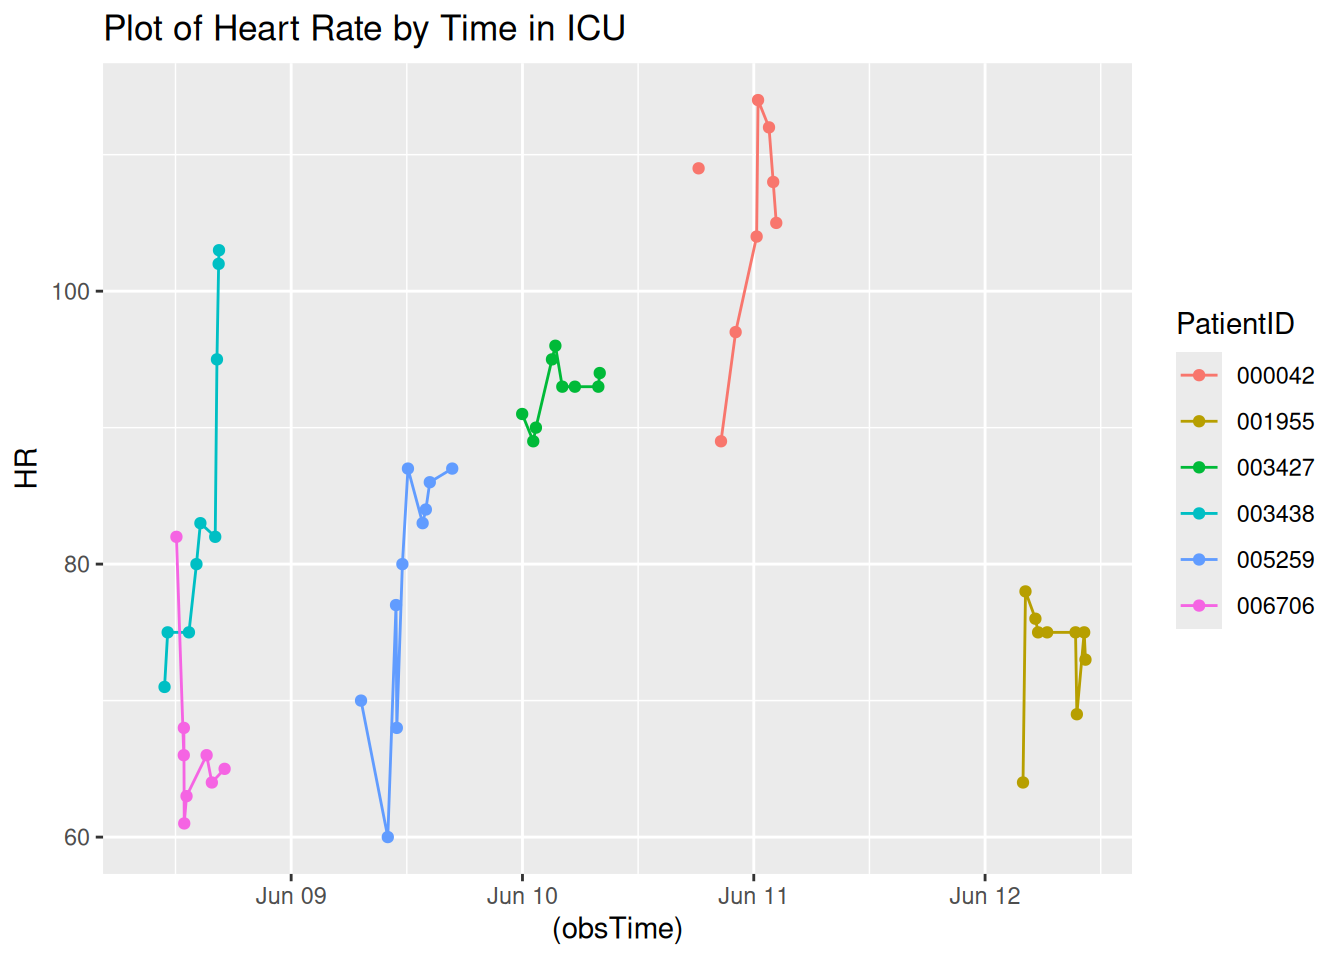 Plot of Heart Rate by Time in ICU
HR
100
80
60
Jun 09 Jun 10 Jun 11 Jun 12
(obsTime)
PatientID
000042
001955
003427
003438
005259
006706